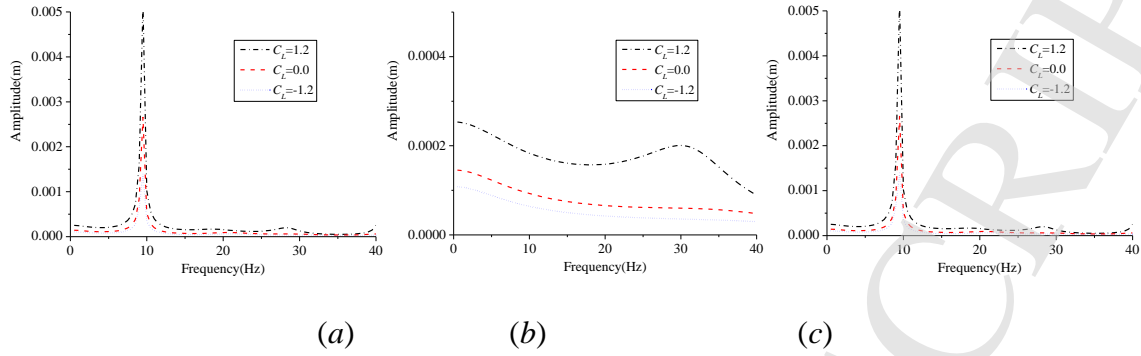 0.005
0.004
0.003
0.002
0.001
0.000
Amplitude(m)
0 10 20 30 40
Frequency(Hz)
C_L=1.2
C_L=0.0
C_L=-1.2
(a)
0.0004
0.0002
0.0000
Amplitude(m)
0 10 20 30 40
Frequency(Hz)
C_L=1.2
C_L=0.0
C_L=-1.2
(b)
0.005
0.004
0.003
0.002
0.001
0.000
Amplitude(m)
0 10 20 30 40
Frequency(Hz)
C_L=1.2
C_L=0.0
C_L=-1.2
(c)
CRI